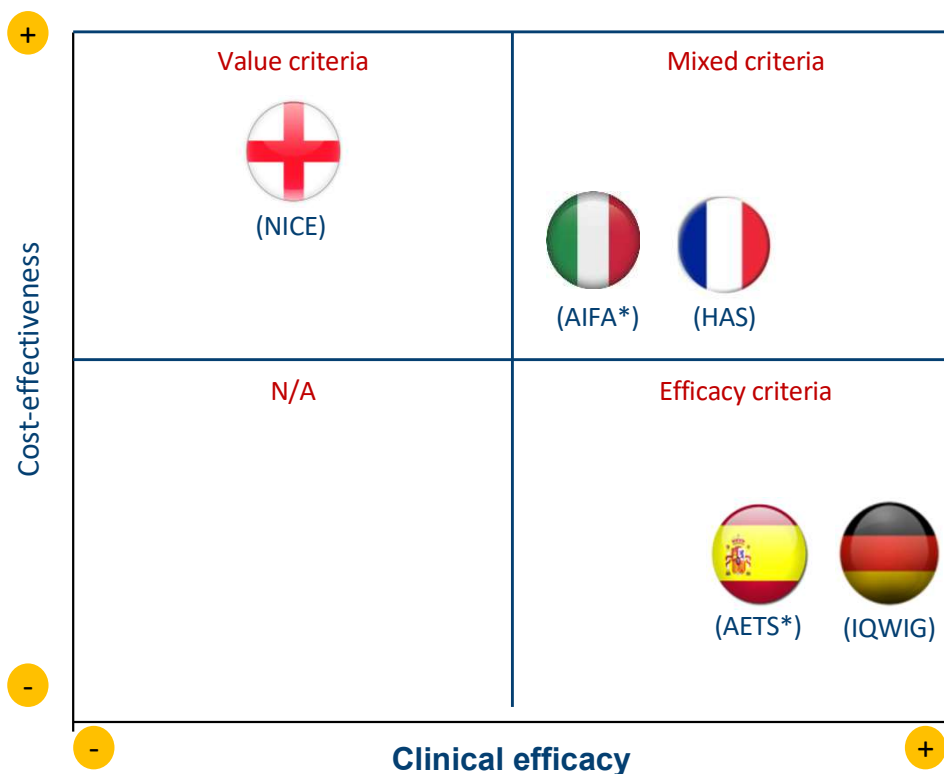 +
Value criteria
Mixed criteria
(NICE)
(AIFA*)
(HAS)
Cost-effectiveness
N/A
Efficacy criteria
(AETS*)
(IQWIG)
-
-
Clinical efficacy
+